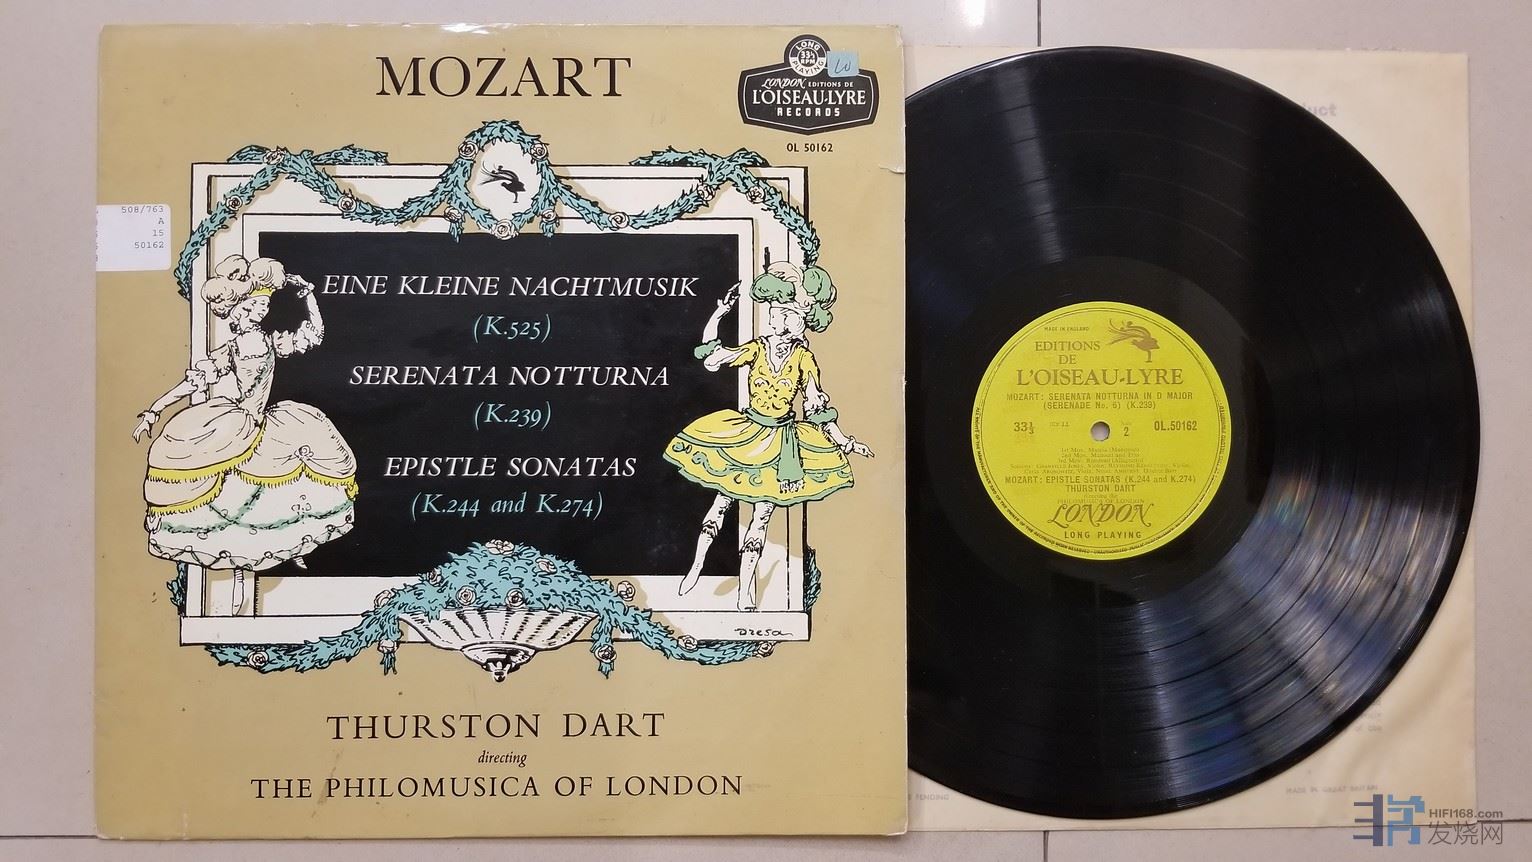 MOZART
LONG
33⅓
RPM
PLAYING
LONDON EDITIONS DE
L'OISEAU-LYRE
RECORDS
OL 50162
508/763
A
15
50162
EINE KLEINE NACHTMUSIK
(K.525)
SERENATA NOTTURNA
(K.239)
EPISTLE SONATAS
(K.244 and K.274)
Dresa
THURSTON DART
directing
THE PHILOMUSICA OF LONDON
MADE IN ENGLAND
EDITIONS
DE
L'OISEAU-LYRE
MOZART: SERENATA NOTTURNA IN D MAJOR
(SERENADE No. 6) (K.239)
33⅓
Side
2
OL.50162
MOZART: EPISTLE SONATAS (K.244 and K.274)
THURSTON DART
directing the
PHILOMUSICA OF LONDON
LONDON
LONG PLAYING
PENDING
MADE IN GREAT BRITAIN
HIFI168.com
发烧网